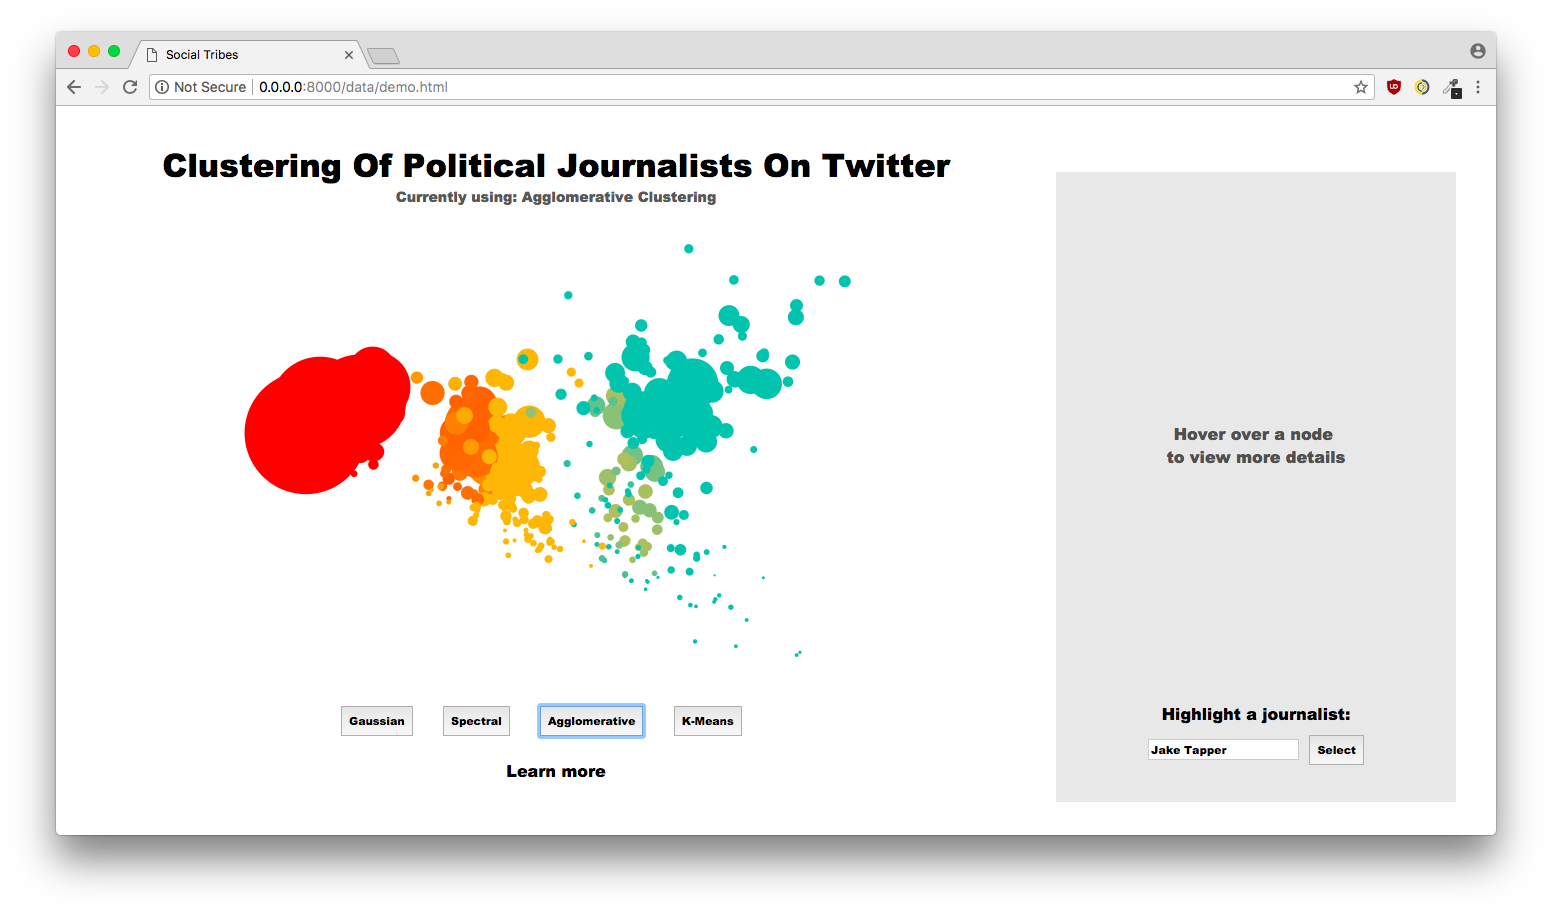 Social Tribes
Not Secure 0.0.0.0:8000/data/demo.html
Clustering Of Political Journalists On Twitter
Currently using: Agglomerative Clustering
Hover over a node
to view more details
Gaussian
Spectral
Agglomerative
K-Means
Learn more
Highlight a journalist:
Jake Tapper
Select